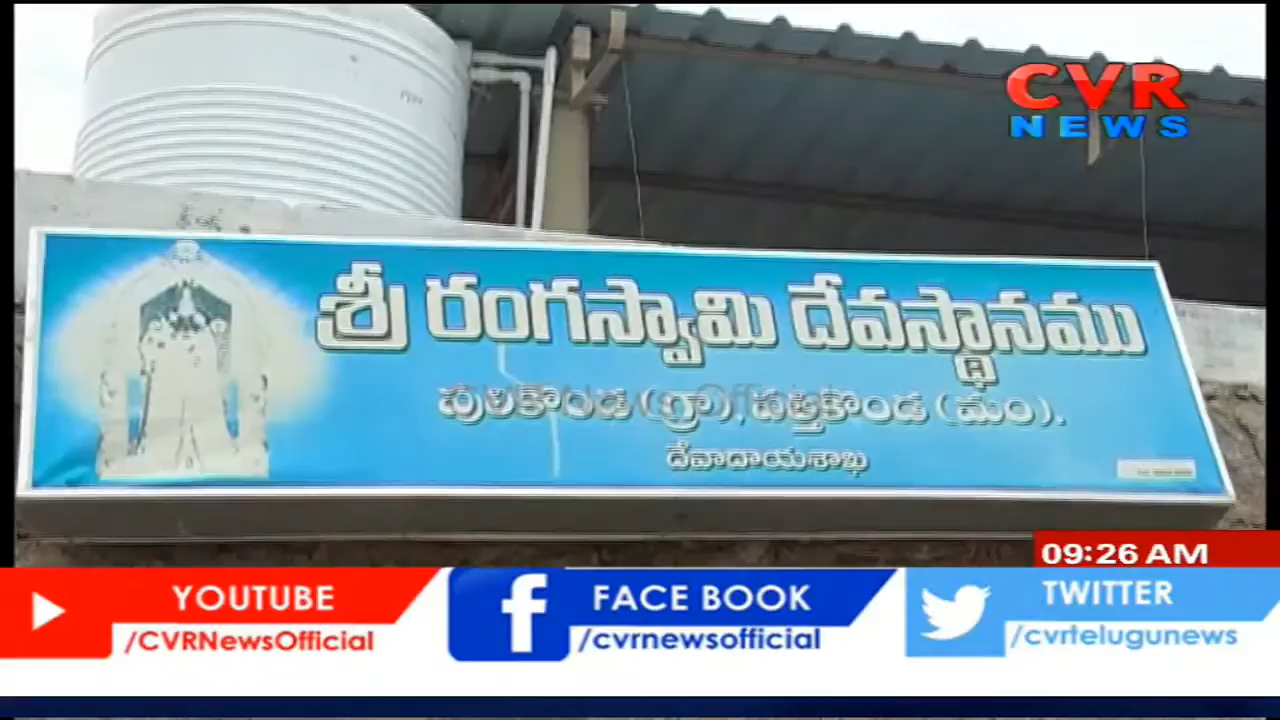 CVR
NEWS
శ్రీ రంగస్వామి దేవస్థానము
పులికొండ (గ్రా), పత్తికొండ (మం).
దేవాదాయశాఖ
09:26 AM
YOUTUBE
/CVRNewsOfficial
FACE BOOK
/cvrnewsofficial
TWITTER
/cvrtelugunews